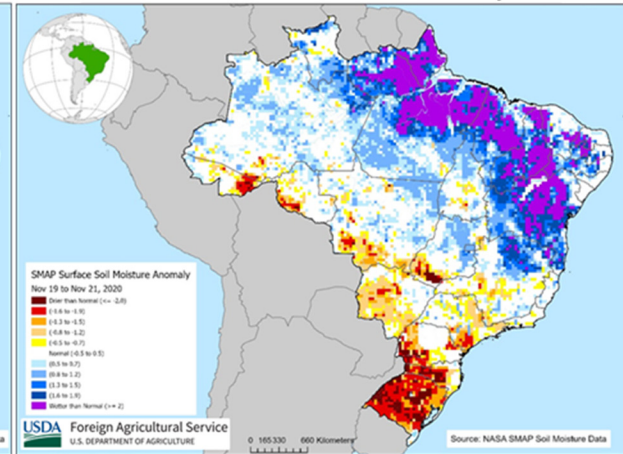 SMAP Surface Soil Moisture Anomaly
Nov 19 to Nov 21, 2020
Drier than Normal (<= -2.0)
(-1.6 to -1.9)
(-1.3 to -1.5)
(-0.8 to -1.2)
(-0.5 to -0.7)
Normal (-0.5 to 0.5)
(0.5 to 0.7)
(0.8 to 1.2)
(1.3 to 1.5)
(1.6 to 1.9)
Wetter than Normal (>= 2)
USDA Foreign Agricultural Service
U.S. DEPARTMENT OF AGRICULTURE
0 165330 660 Kilometers
Source: NASA SMAP Soil Moisture Data
a